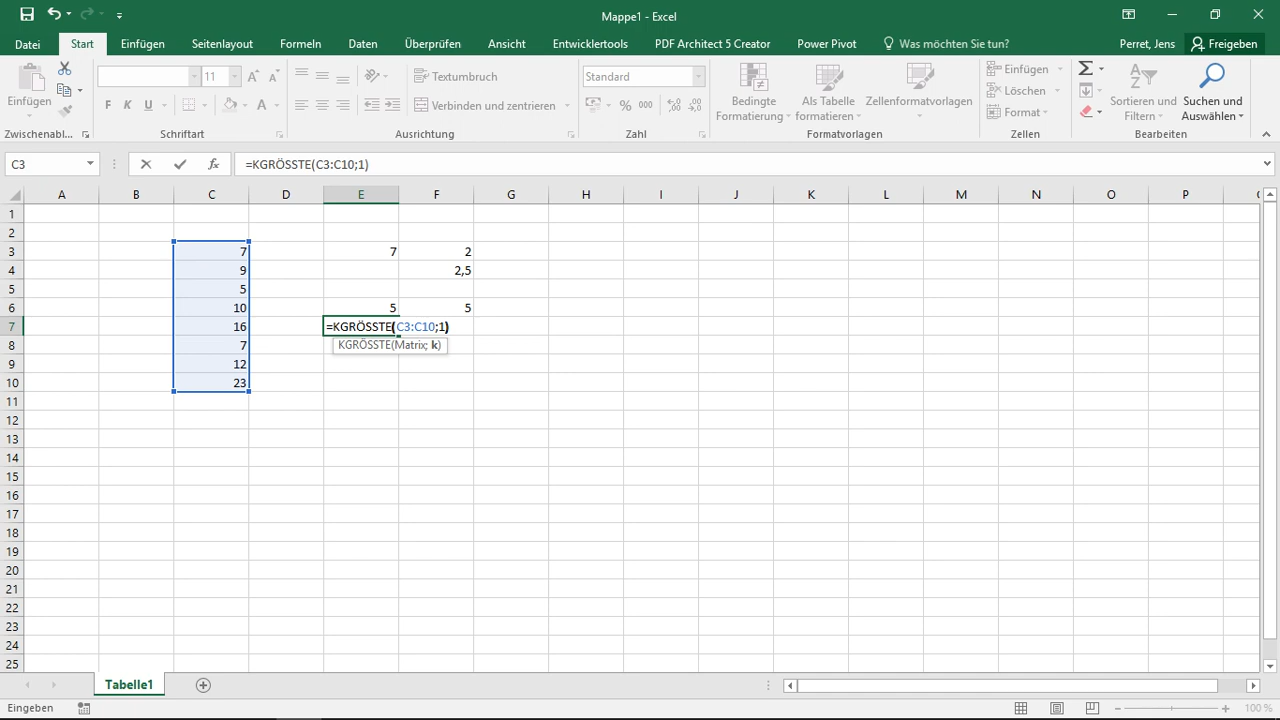 Mappe1 - Excel
Datei Start Einfügen Seitenlayout Formeln Daten Überprüfen Ansicht Entwicklertools PDF Architect 5 Creator Power Pivot Was möchten Sie tun? Perret, Jens Freigeben
11 Textumbruch Standard Einfügen
Einfügen F K U Verbinden und zentrieren % 000 Bedingte Formatierung Als Tabelle formatieren Zellenformatvorlagen Löschen Format Sortieren und Filtern Suchen und Auswählen
Zwischenabl... Schriftart Ausrichtung Zahl Formatvorlagen Zellen Bearbeiten
C3 fx =KGRÖSSTE(C3:C10;1)
A B C D E F G H I J K L M N O P
1
2
3 7 7 2
4 9 2,5
5 5
6 10 5 5
7 16 =KGRÖSSTE(C3:C10;1)
8 7 KGRÖSSTE(Matrix; k)
9 12
10 23
11
12
13
14
15
16
17
18
19
20
21
22
23
24
25
Tabelle1
Eingeben 100 %